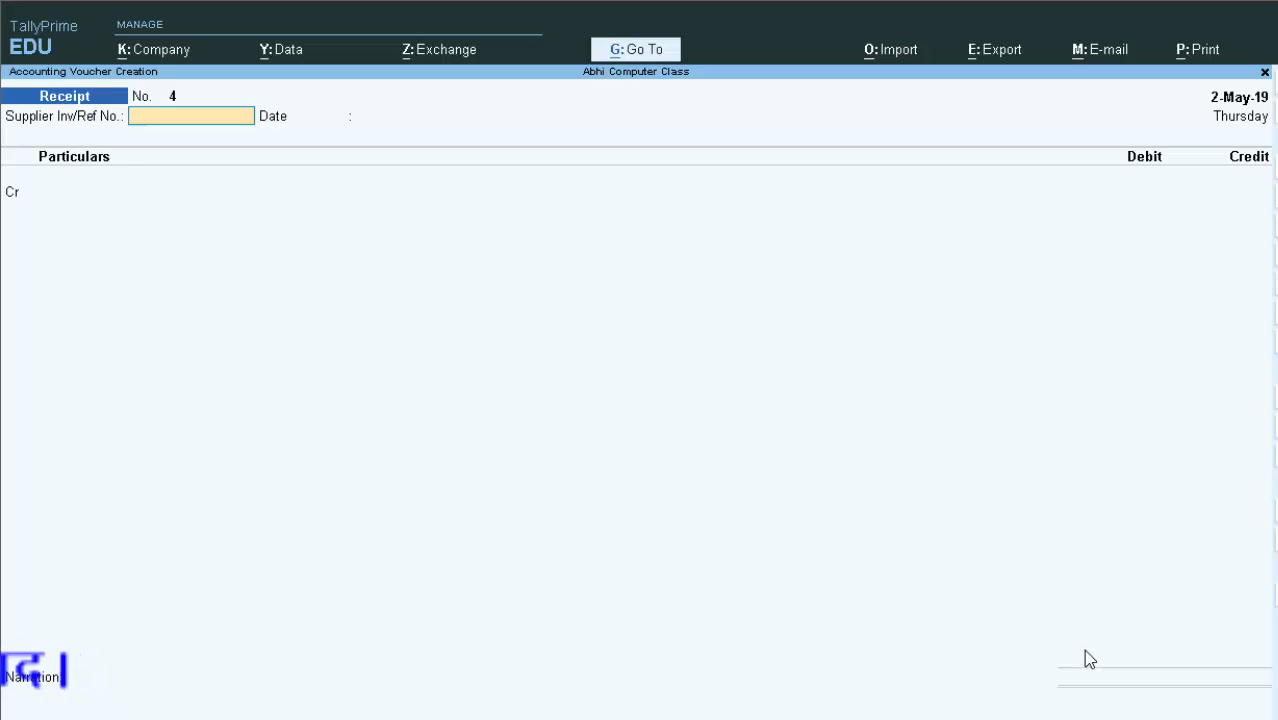 TallyPrime
EDU
MANAGE
K: Company
Y: Data
Z: Exchange
G: Go To
O: Import
E: Export
M: E-mail
P: Print
Accounting Voucher Creation
Abhi Computer Class
x
Receipt No. 4
2-May-19
Supplier Inv/Ref No.: Date :
Thursday
Particulars Debit Credit
Cr
Narration